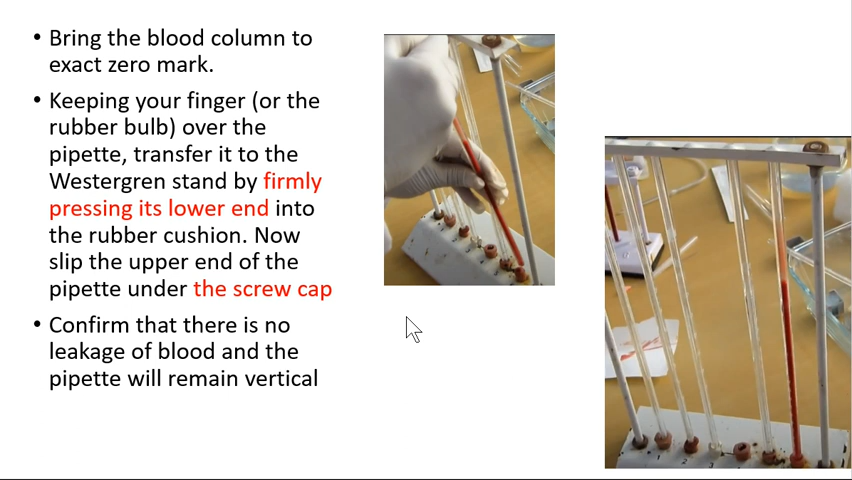 • Bring the blood column to
exact zero mark.
• Keeping your finger (or the
rubber bulb) over the
pipette, transfer it to the
Westergren stand by firmly
pressing its lower end into
the rubber cushion. Now
slip the upper end of the
pipette under the screw cap
• Confirm that there is no
leakage of blood and the
pipette will remain vertical